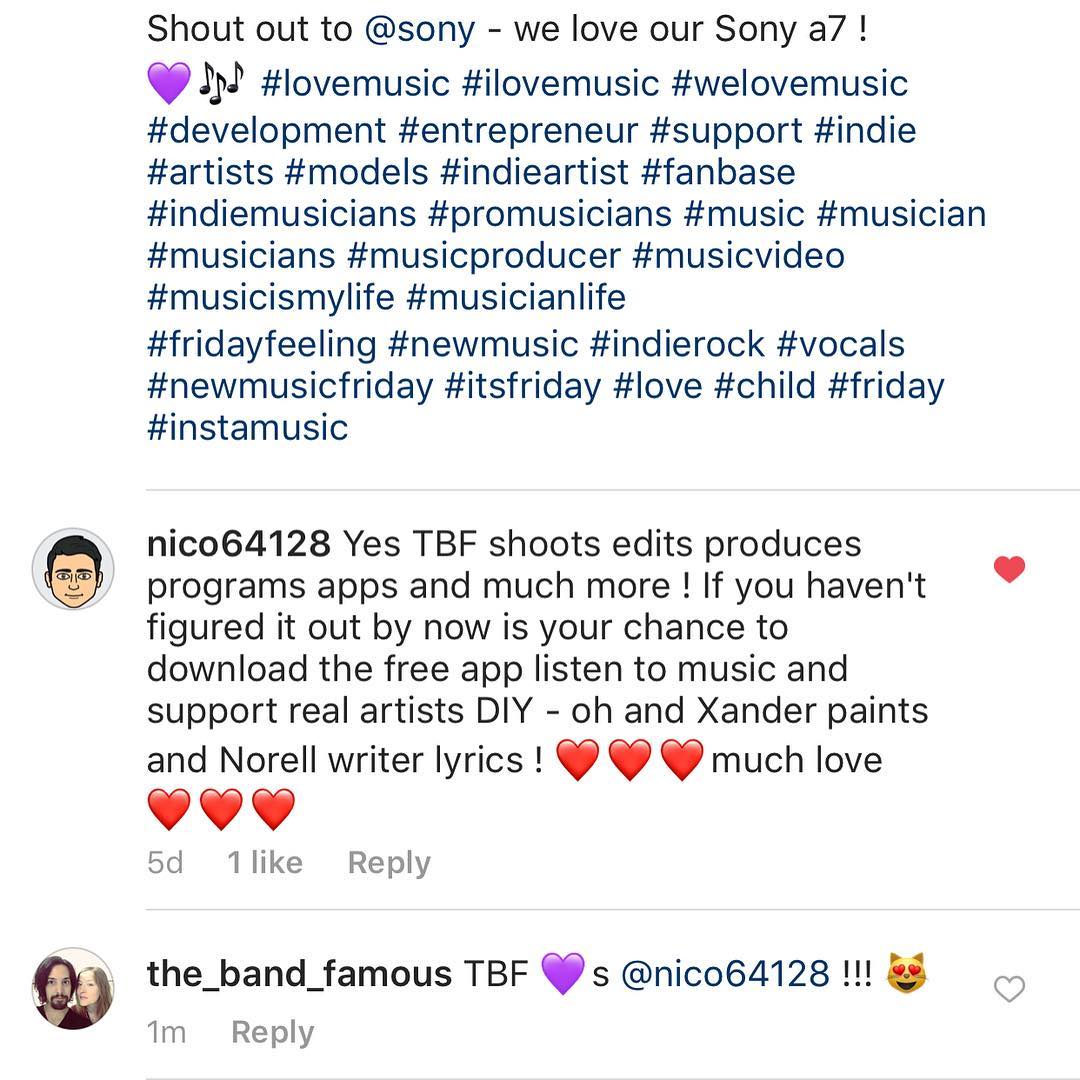 Shout out to @sony - we love our Sony a7 !
💜🎶 #lovemusic #ilovemusic #welovemusic
#development #entrepreneur #support #indie
#artists #models #indieartist #fanbase
#indiemusicians #promusicians #music #musician
#musicians #musicproducer #musicvideo
#musicismylife #musicianlife
#fridayfeeling #newmusic #indierock #vocals
#newmusicfriday #itsfriday #love #child #friday
#instamusic
nico64128 Yes TBF shoots edits produces
programs apps and much more ! If you haven't
figured it out by now is your chance to
download the free app listen to music and
support real artists DIY - oh and Xander paints
and Norell writer lyrics ! ❤️❤️❤️ much love
❤️❤️❤️
5d 1 like Reply
the_band_famous TBF 💜 s @nico64128 !!! 😻
1m Reply